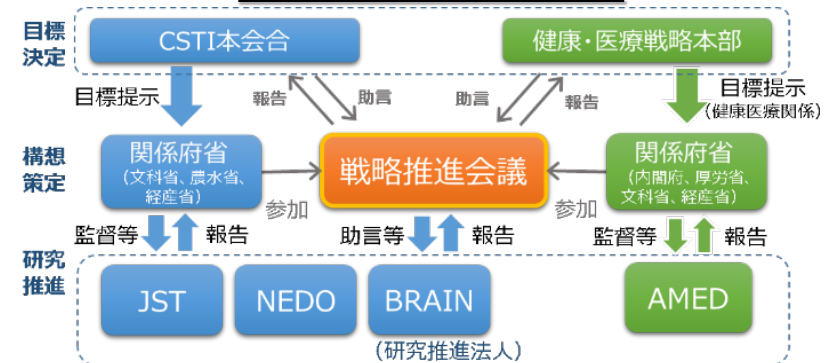 目標
決定
CSTI本会合
健康・医療戦略本部
目標提示
報告
助言
助言
報告
目標提示
(健康医療関係)
構想
策定
関係府省
(文科省、農水省、
経産省)
戦略推進会議
関係府省
(内閣府、厚労省、
文科省、経産省)
参加
参加
監督等
報告
助言等
報告
監督等
報告
研究
推進
JST
NEDO
BRAIN
AMED
(研究推進法人)